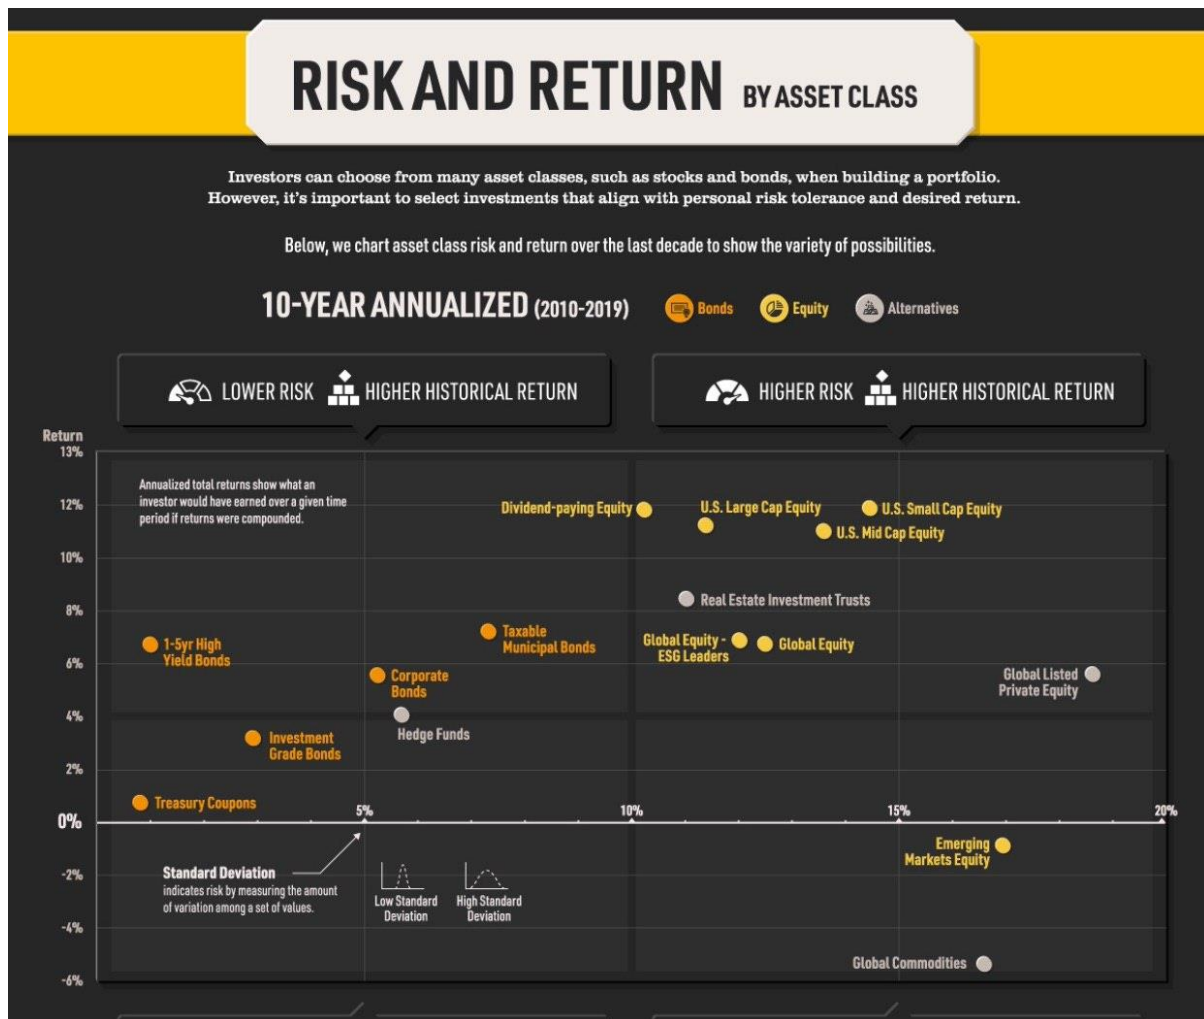 RISK AND RETURN BY ASSET CLASS
Investors can choose from many asset classes, such as stocks and bonds, when building a portfolio.
However, it's important to select investments that align with personal risk tolerance and desired return.
Below, we chart asset class risk and return over the last decade to show the variety of possibilities.
10-YEAR ANNUALIZED (2010-2019)
Bonds
Equity
Alternatives
LOWER RISK
HIGHER HISTORICAL RETURN
HIGHER RISK
HIGHER HISTORICAL RETURN
Return
13%
Annualized total returns show what an
investor would have earned over a given time
period if returns were compounded.
12%
Dividend-paying Equity
U.S. Large Cap Equity
U.S. Small Cap Equity
U.S. Mid Cap Equity
10%
8%
Real Estate Investment Trusts
1-5yr High
Yield Bonds
Taxable
Municipal Bonds
Global Equity -
ESG Leaders
Global Equity
6%
Corporate
Bonds
Global Listed
Private Equity
4%
Hedge Funds
Investment
Grade Bonds
2%
Treasury Coupons
5%
10%
15%
20%
0%
Emerging
Markets Equity
-2%
Standard Deviation
indicates risk by measuring the amount
of variation among a set of values.
Low Standard
Deviation
High Standard
Deviation
-4%
Global Commodities
-6%